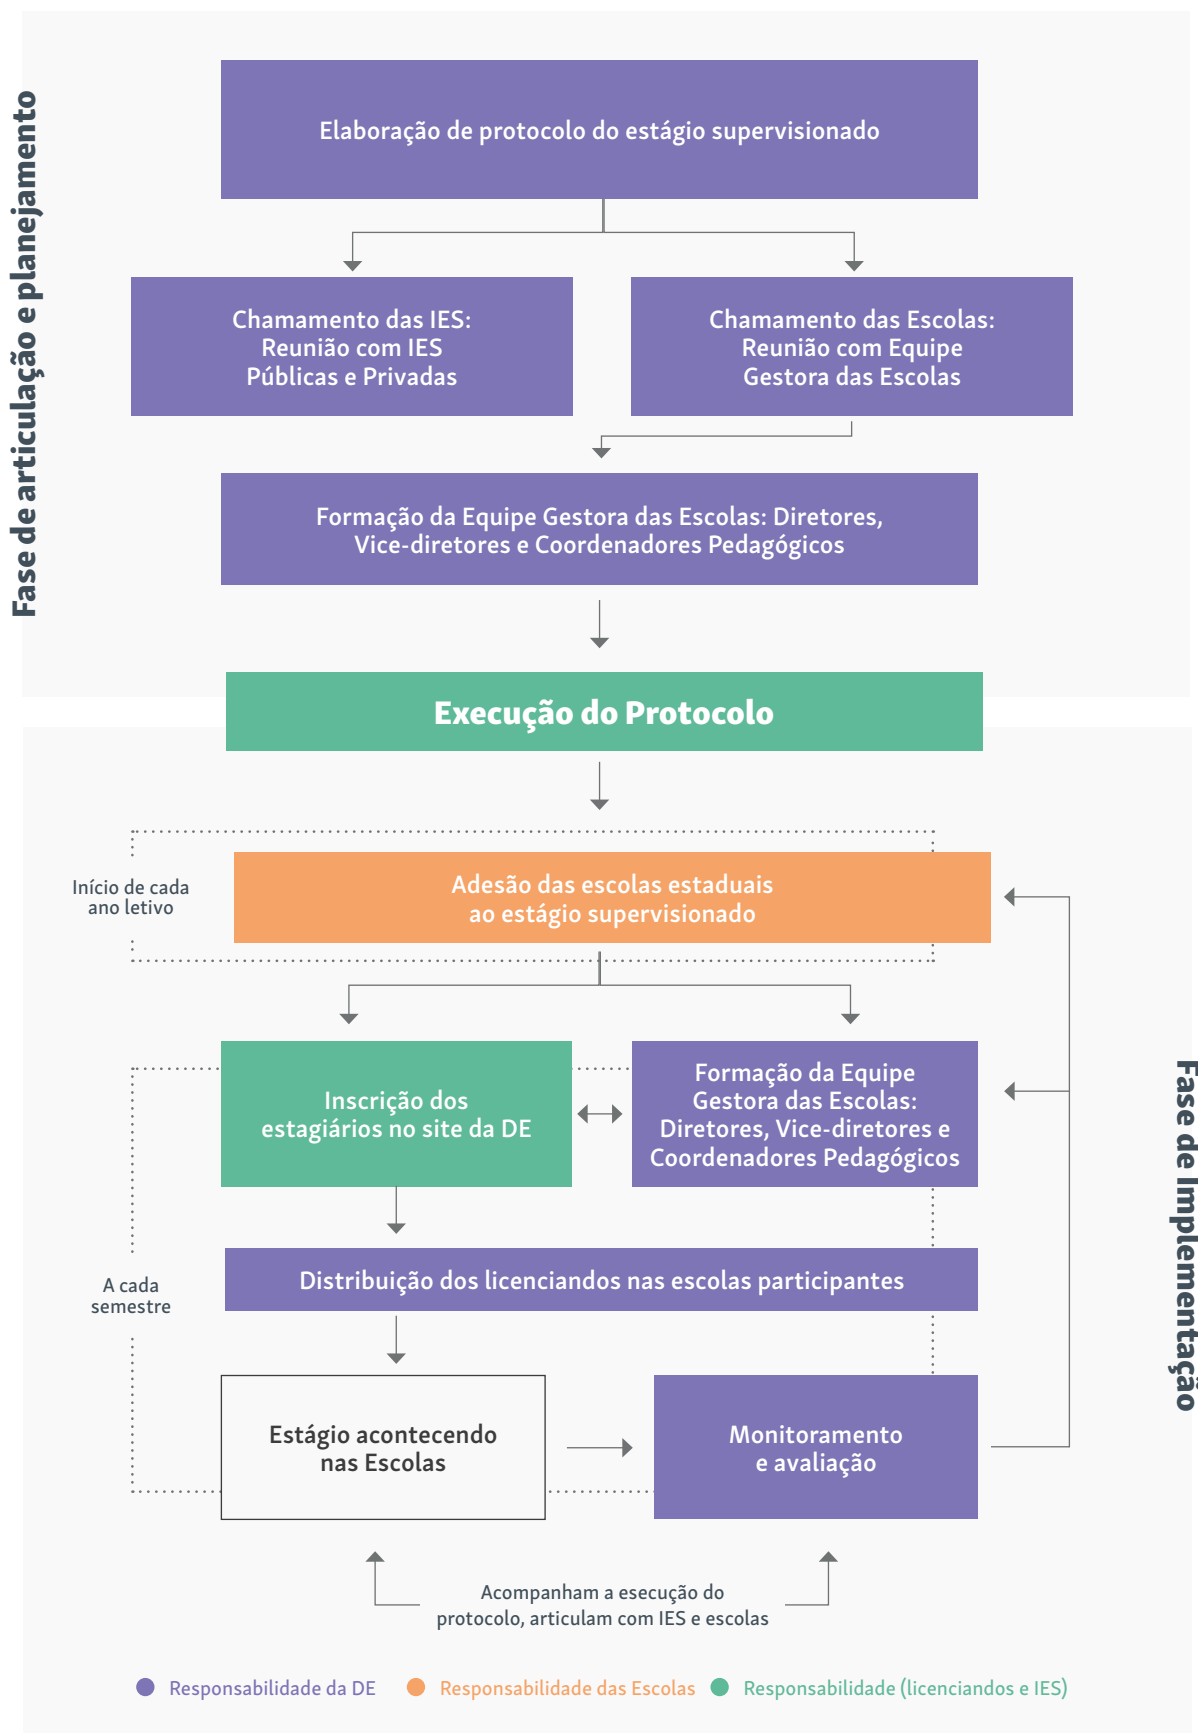 Fase de articulação e planejamento
Elaboração de protocolo do estágio supervisionado
Chamamento das IES:
Reunião com IES
Públicas e Privadas
Chamamento das Escolas:
Reunião com Equipe
Gestora das Escolas
Formação da Equipe Gestora das Escolas: Diretores,
Vice-diretores e Coordenadores Pedagógicos
Execução do Protocolo
Fase de Implementação
Início de cada
ano letivo
Adesão das escolas estaduais
ao estágio supervisionado
Inscrição dos
estagiários no site da DE
Formação da Equipe
Gestora das Escolas:
Diretores, Vice-diretores e
Coordenadores Pedagógicos
A cada
semestre
Distribuição dos licenciandos nas escolas participantes
Estágio acontecendo
nas Escolas
Monitoramento
e avaliação
Acompanham a esecução do
protocolo, articulam com IES e escolas
Responsabilidade da DE
Responsabilidade das Escolas
Responsabilidade (licenciandos e IES)